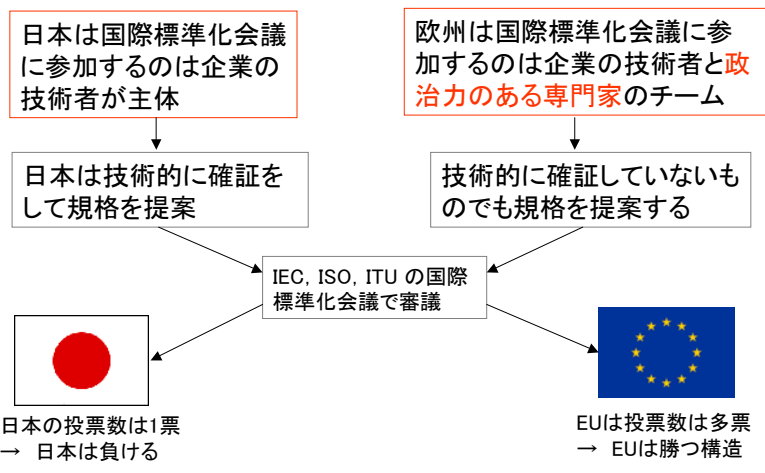 日本は国際標準化会議
に参加するのは企業の
技術者が主体
欧州は国際標準化会議に参
加するのは企業の技術者と政
治力のある専門家のチーム
日本は技術的に確証を
して規格を提案
技術的に確証していないも
のでも規格を提案する
IEC, ISO, ITU の国際
標準化会議で審議
日本の投票数は1票
→ 日本は負ける
EUは投票数は多票
→ EUは勝つ構造